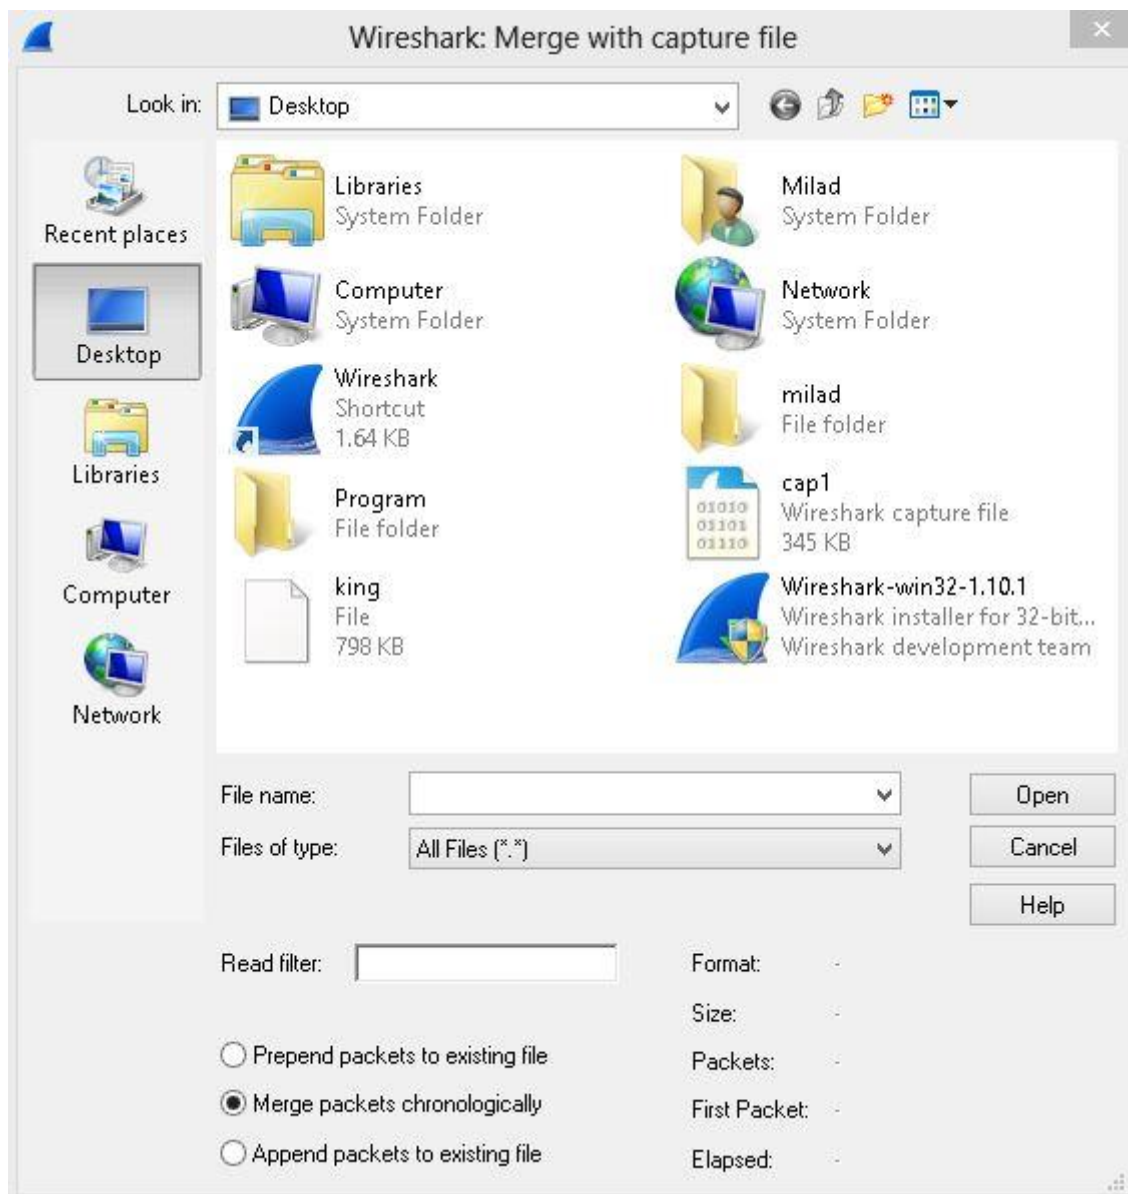 Wireshark: Merge with capture file
Look in:
Desktop
Recent places
Desktop
Libraries
Computer
Network
Libraries
System Folder
Milad
System Folder
Computer
System Folder
Network
System Folder
Wireshark
Shortcut
1.64 KB
milad
File folder
Program
File folder
cap1
Wireshark capture file
345 KB
01010
01101
01110
king
File
798 KB
Wireshark-win32-1.10.1
Wireshark installer for 32-bit...
Wireshark development team
File name:
Open
Files of type:
All Files (*.*)
Cancel
Help
Read filter:
Format: -
Size: -
Prepend packets to existing file
Packets: -
Merge packets chronologically
First Packet: -
Append packets to existing file
Elapsed: -